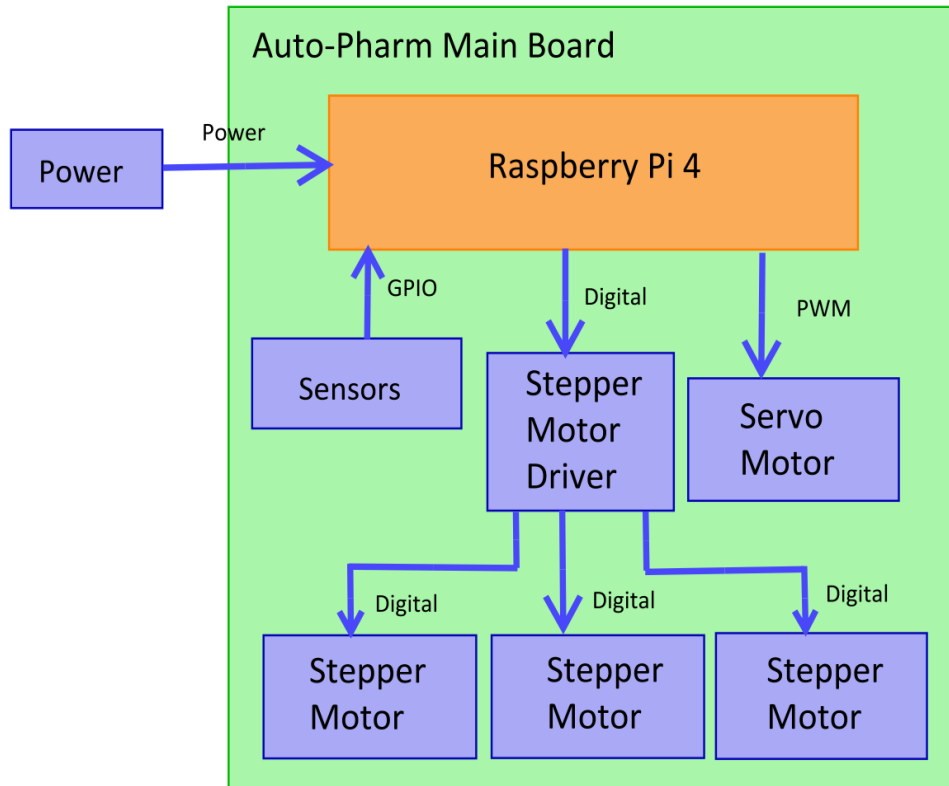 Auto-Pharm Main Board
Power
Power
Raspberry Pi 4
GPIO
Digital
PWM
Sensors
Stepper
Motor
Driver
Servo
Motor
Digital
Digital
Digital
Stepper
Motor
Stepper
Motor
Stepper
Motor